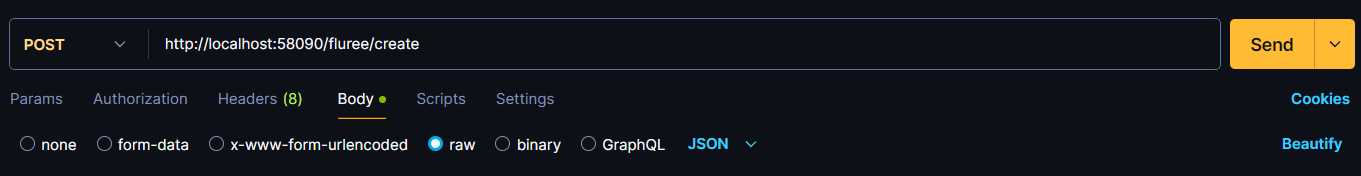 POST http://localhost:58090/fluree/create Send
Params Authorization Headers (8) Body Scripts Settings Cookies
none form-data x-www-form-urlencoded raw binary GraphQL JSON Beautify